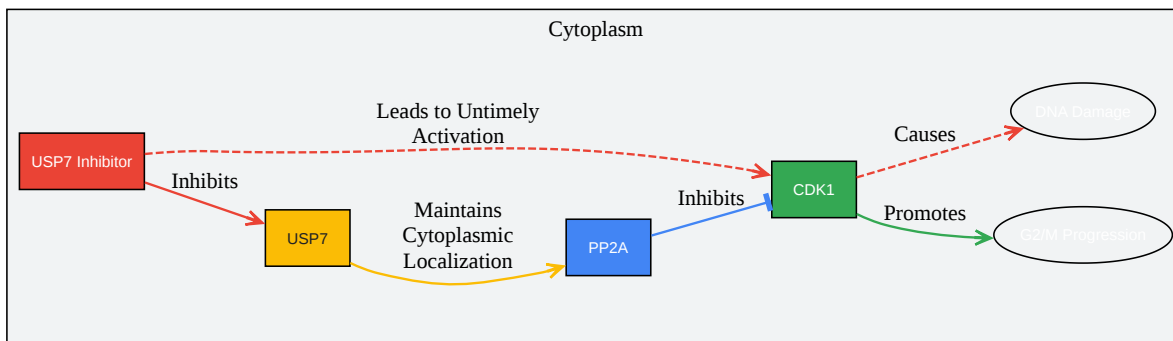 Cytoplasm
Leads to Untimely
Activation
DNA Damage
Causes
USP7 Inhibitor
Inhibits
CDK1
Inhibits
Promotes
Maintains
Cytoplasmic
Localization
USP7
PP2A
G2/M Progression